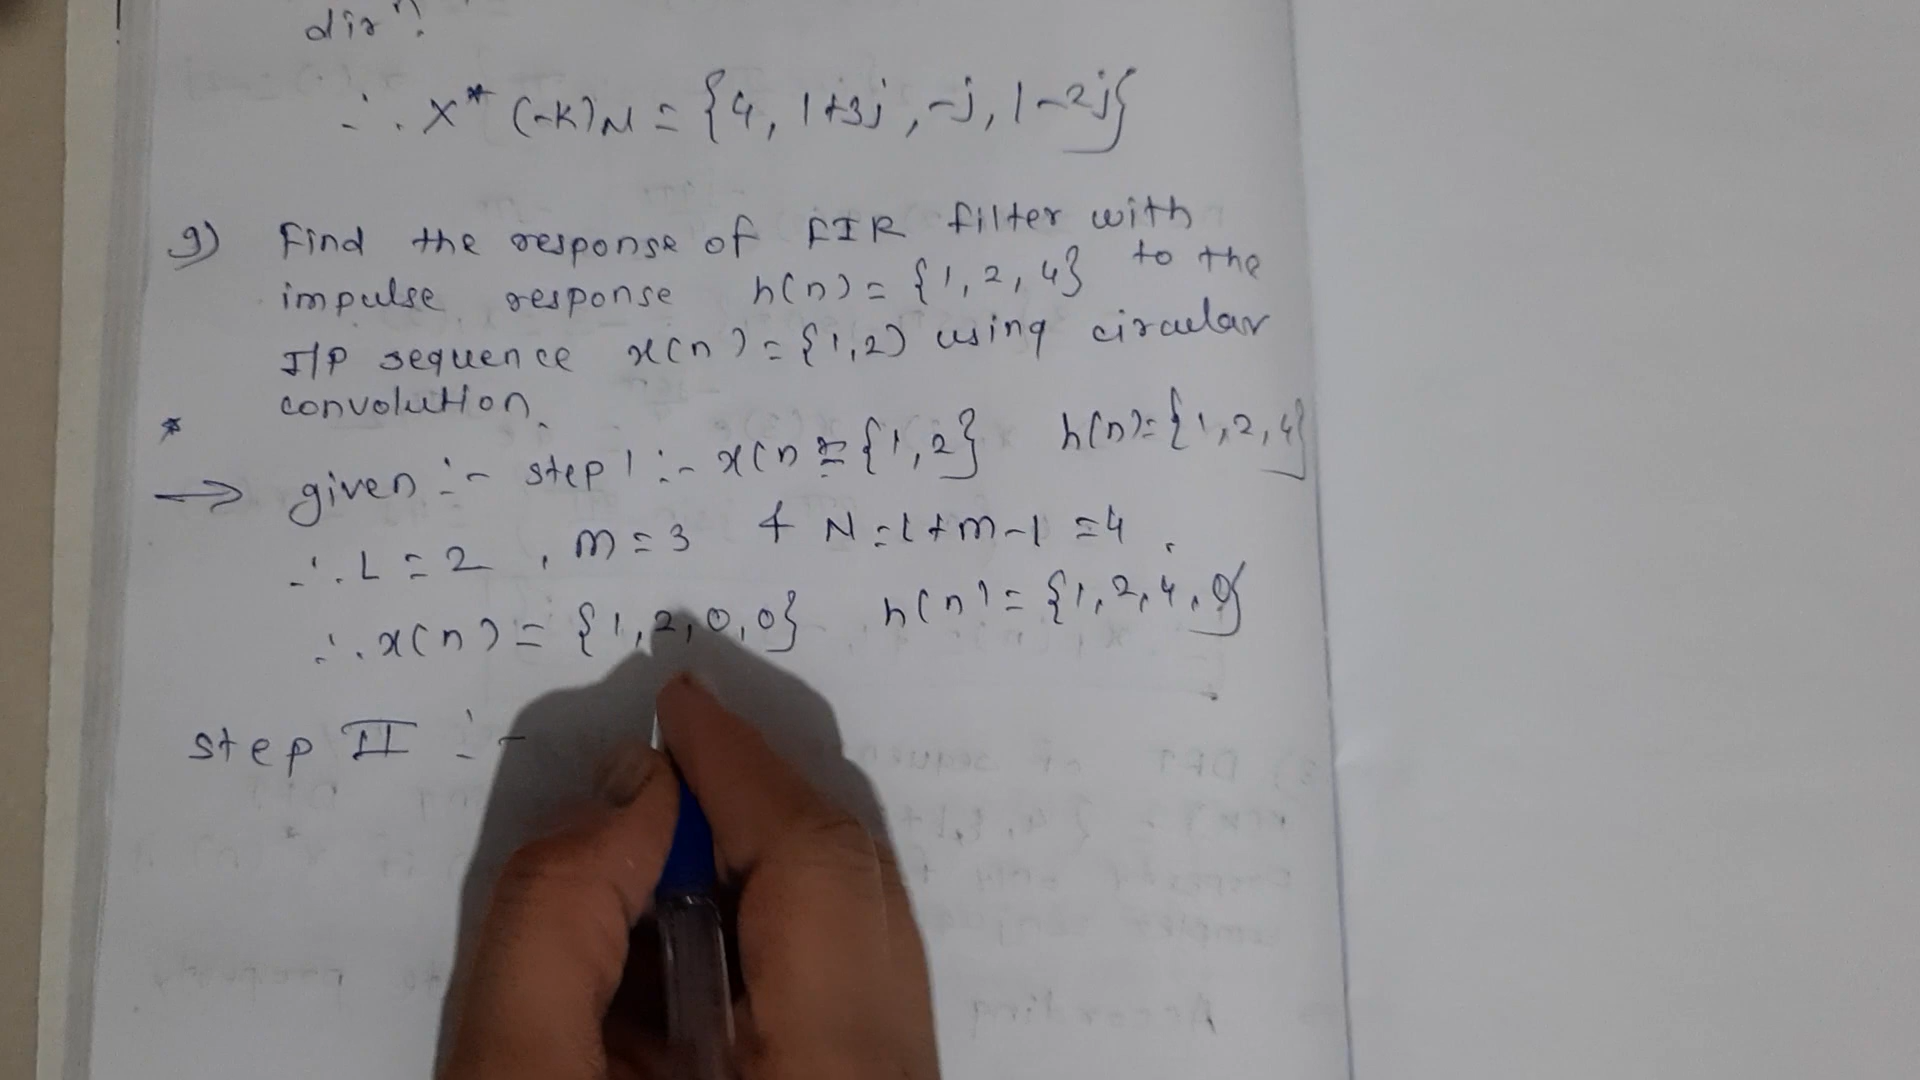 dirⁿ.
∴ X* (-K)N = {4, 1+3j, -j, 1-2j}
9) Find the response of FIR filter with
impulse response h(n) = {1, 2, 4} to the
I/P sequence x(n) = {1,2} using circular
convolution.
* → given :- step 1 :- x(n) = {1,2} h(n) = {1,2,4}
∴ L = 2 , m = 3 & N = L+m-1 = 4
∴ x(n) = {1,2,0,0} h(n) = {1,2,4,0}
step II :-